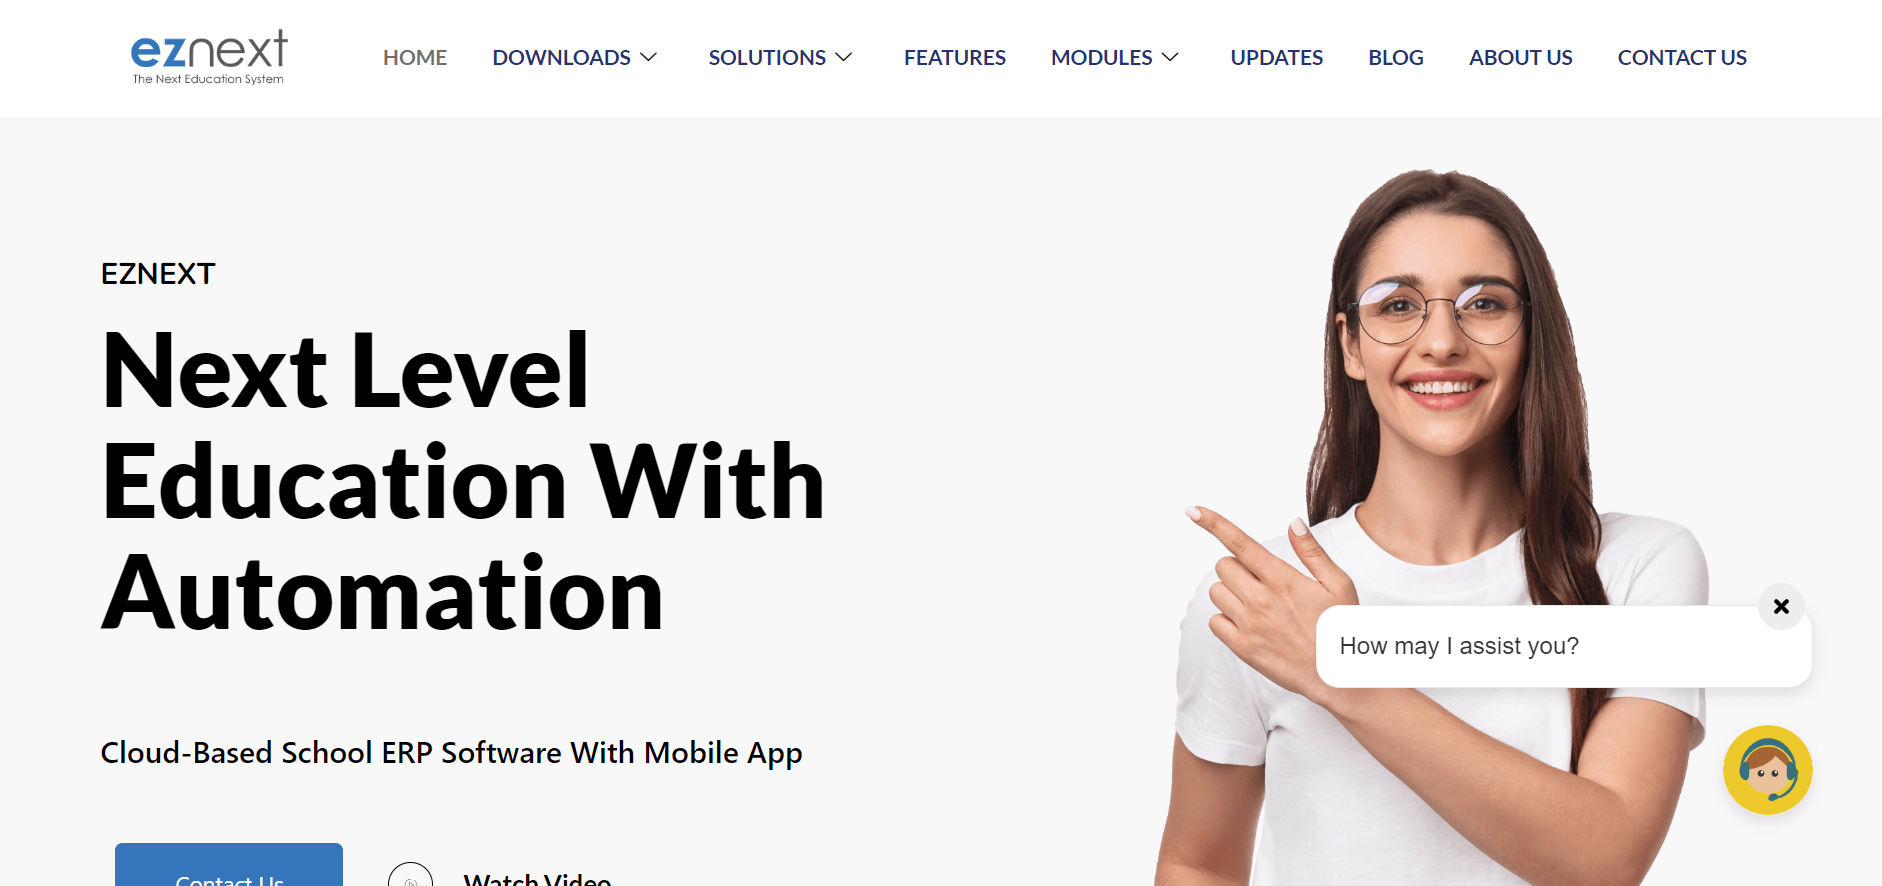 eznext
The Next Education System
HOME DOWNLOADS SOLUTIONS FEATURES MODULES UPDATES BLOG ABOUT US CONTACT US
EZNEXT
Next Level
Education With
Automation
How may I assist you?
Cloud-Based School ERP Software With Mobile App
Contact Us Watch Video